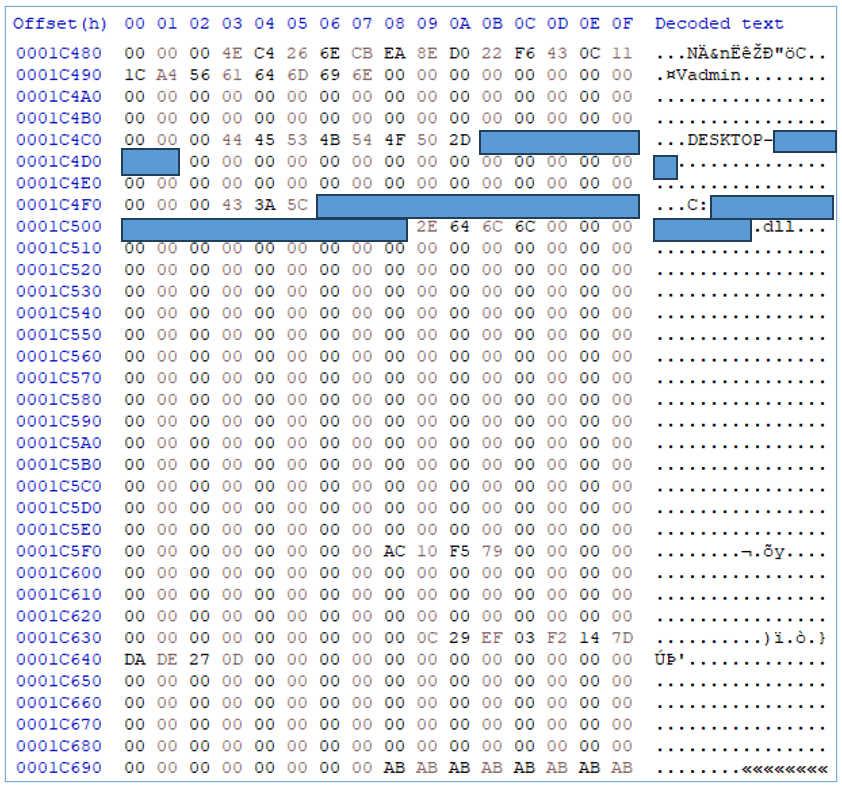 Offset(h) 00 01 02 03 04 05 06 07 08 09 0A 0B 0C 0D 0E 0F Decoded text
0001C480 00 00 00 4E C4 26 6E CB EA 8E D0 22 F6 43 0C 11 ...NÄ&nËêŽÐ"öC..
0001C490 1C A4 56 61 64 6D 69 6E 00 00 00 00 00 00 00 00 .¤Vadmin........
0001C4A0 00 00 00 00 00 00 00 00 00 00 00 00 00 00 00 00 ................
0001C4B0 00 00 00 00 00 00 00 00 00 00 00 00 00 00 00 00 ................
0001C4C0 00 00 00 44 45 53 4B 54 4F 50 2D ...DESKTOP-
0001C4D0 00 00 00 00 00 00 00 00 00 00 00 00 00 00 ..............
0001C4E0 00 00 00 00 00 00 00 00 00 00 00 00 00 00 00 00 ................
0001C4F0 00 00 00 43 3A 5C ...C:
0001C500 2E 64 6C 6C 00 00 00 .dll...
0001C510 00 00 00 00 00 00 00 00 00 00 00 00 00 00 00 00 ................
0001C520 00 00 00 00 00 00 00 00 00 00 00 00 00 00 00 00 ................
0001C530 00 00 00 00 00 00 00 00 00 00 00 00 00 00 00 00 ................
0001C540 00 00 00 00 00 00 00 00 00 00 00 00 00 00 00 00 ................
0001C550 00 00 00 00 00 00 00 00 00 00 00 00 00 00 00 00 ................
0001C560 00 00 00 00 00 00 00 00 00 00 00 00 00 00 00 00 ................
0001C570 00 00 00 00 00 00 00 00 00 00 00 00 00 00 00 00 ................
0001C580 00 00 00 00 00 00 00 00 00 00 00 00 00 00 00 00 ................
0001C590 00 00 00 00 00 00 00 00 00 00 00 00 00 00 00 00 ................
0001C5A0 00 00 00 00 00 00 00 00 00 00 00 00 00 00 00 00 ................
0001C5B0 00 00 00 00 00 00 00 00 00 00 00 00 00 00 00 00 ................
0001C5C0 00 00 00 00 00 00 00 00 00 00 00 00 00 00 00 00 ................
0001C5D0 00 00 00 00 00 00 00 00 00 00 00 00 00 00 00 00 ................
0001C5E0 00 00 00 00 00 00 00 00 00 00 00 00 00 00 00 00 ................
0001C5F0 00 00 00 00 00 00 00 00 AC 10 F5 79 00 00 00 00 ........¬.õy....
0001C600 00 00 00 00 00 00 00 00 00 00 00 00 00 00 00 00 ................
0001C610 00 00 00 00 00 00 00 00 00 00 00 00 00 00 00 00 ................
0001C620 00 00 00 00 00 00 00 00 00 00 00 00 00 00 00 00 ................
0001C630 00 00 00 00 00 00 00 00 00 0C 29 EF 03 F2 14 7D ..........)ï.ò.}
0001C640 DA DE 27 0D 00 00 00 00 00 00 00 00 00 00 00 00 ÚÞ'.............
0001C650 00 00 00 00 00 00 00 00 00 00 00 00 00 00 00 00 ................
0001C660 00 00 00 00 00 00 00 00 00 00 00 00 00 00 00 00 ................
0001C670 00 00 00 00 00 00 00 00 00 00 00 00 00 00 00 00 ................
0001C680 00 00 00 00 00 00 00 00 00 00 00 00 00 00 00 00 ................
0001C690 00 00 00 00 00 00 00 00 AB AB AB AB AB AB AB AB ........««««««««